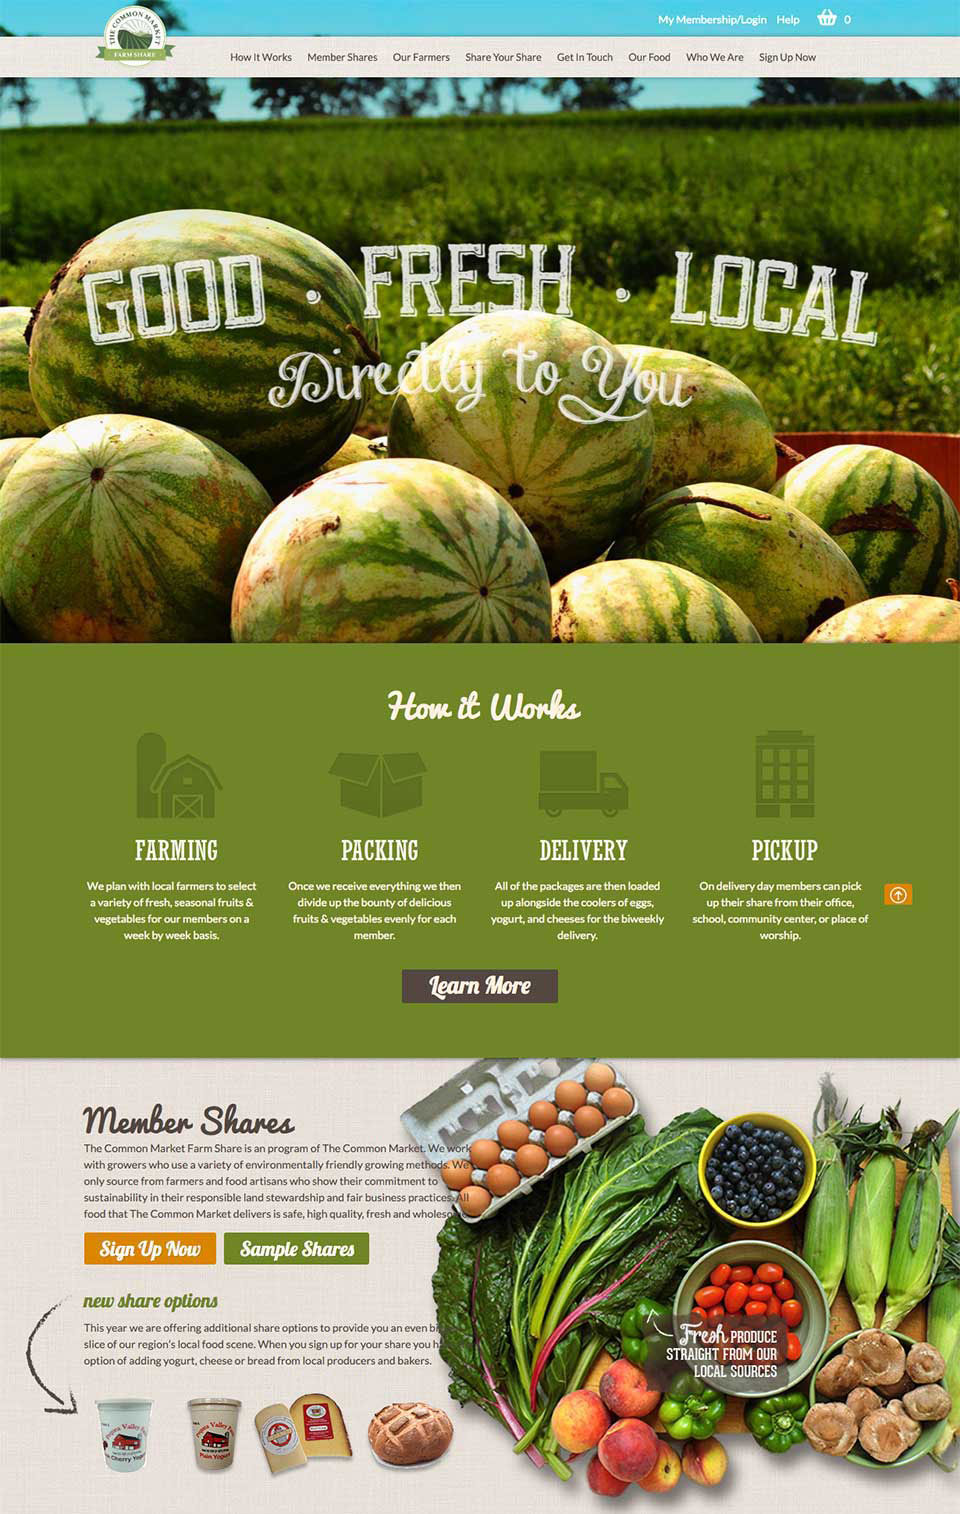 THE COMMON MARKET
FARM SHARE
My Membership/Login Help 0
How It Works Member Shares Our Farmers Share Your Share Get In Touch Our Food Who We Are Sign Up Now
GOOD · FRESH · LOCAL
Directly to You
How it Works
FARMING PACKING DELIVERY PICKUP
We plan with local farmers to select
a variety of fresh, seasonal fruits &
vegetables for our members on a
week by week basis.
Once we receive everything we then
divide up the bounty of delicious
fruits & vegetables evenly for each
member.
All of the packages are then loaded
up alongside the coolers of eggs,
yogurt, and cheeses for the biweekly
delivery.
On delivery day members can pick
up their share from their office,
school, community center, or place of
worship.
Learn More
Member Shares
The Common Market Farm Share is an program of The Common Market. We work
with growers who use a variety of environmentally friendly growing methods. We
only source from farmers and food artisans who show their commitment to
sustainability in their responsible land stewardship and fair business practices. All
food that The Common Market delivers is safe, high quality, fresh and
Sign Up Now Sample Shares
new share options
This year we are offering additional share options to provide you an even
slice of our region's local food scene. When you sign up for your share you
option of adding yogurt, cheese or bread from local producers and bakers.
Fresh PRODUCE
STRAIGHT FROM OUR
LOCAL SOURCES
Cherry
Plain Yogurt